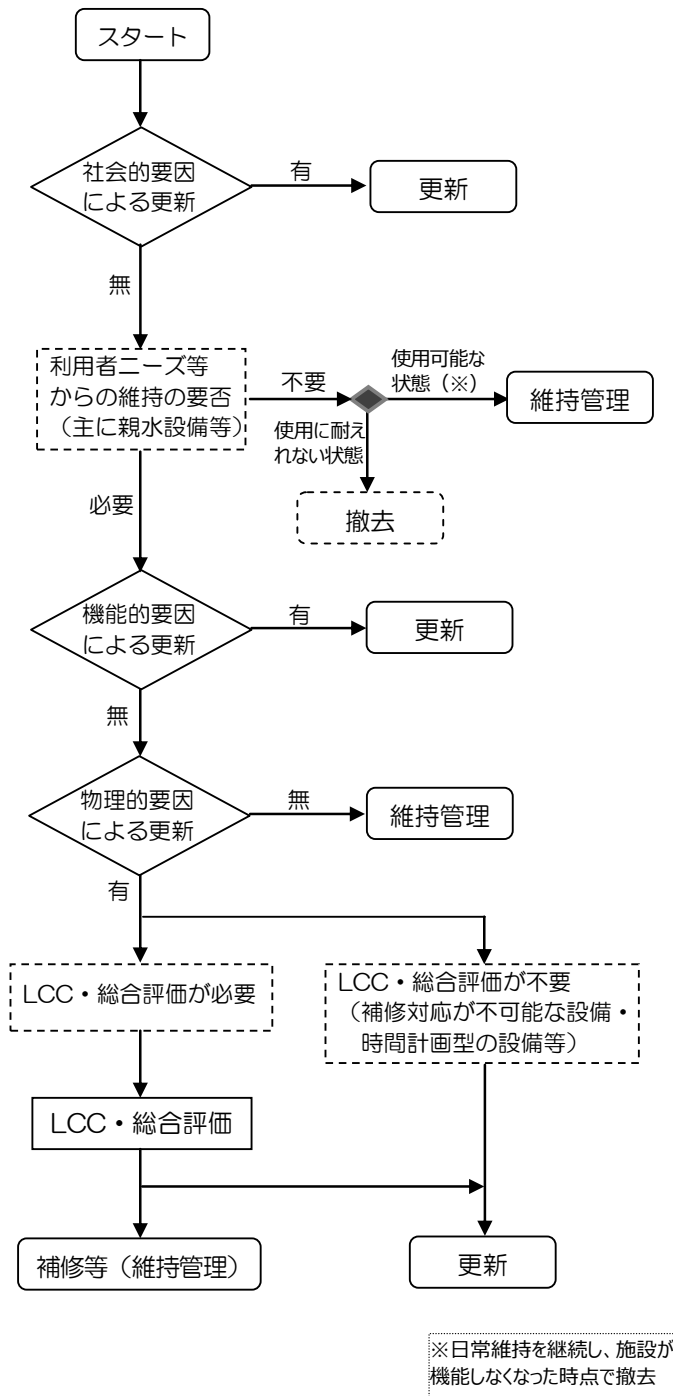 スタート
社会的要因
による更新
有
更新
無
利用者ニーズ等
からの維持の要否
（主に親水設備等）
不要
使用可能な
状態（※）
維持管理
使用に耐え
れない状態
撤去
必要
機能的要因
による更新
有
更新
無
物理的要因
による更新
無
維持管理
有
LCC・総合評価が必要
LCC・総合評価が不要
（補修対応が不可能な設備・
時間計画型の設備等）
LCC・総合評価
補修等（維持管理）
更新
※日常維持を継続し、施設が
機能しなくなった時点で撤去